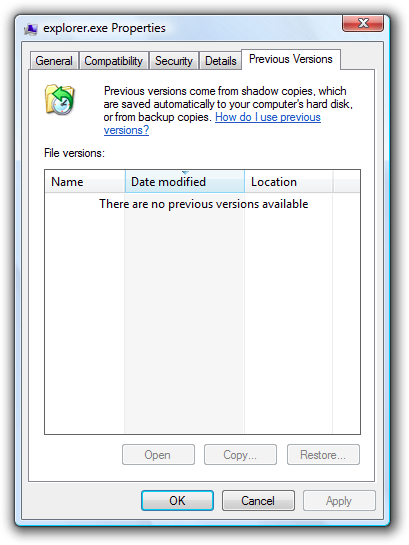 explorer.exe Properties
General Compatibility Security Details Previous Versions
Previous versions come from shadow copies, which
are saved automatically to your computer's hard disk,
or from backup copies. How do I use previous
versions?
File versions:
Name Date modified Location
There are no previous versions available
Open Copy... Restore...
OK Cancel Apply